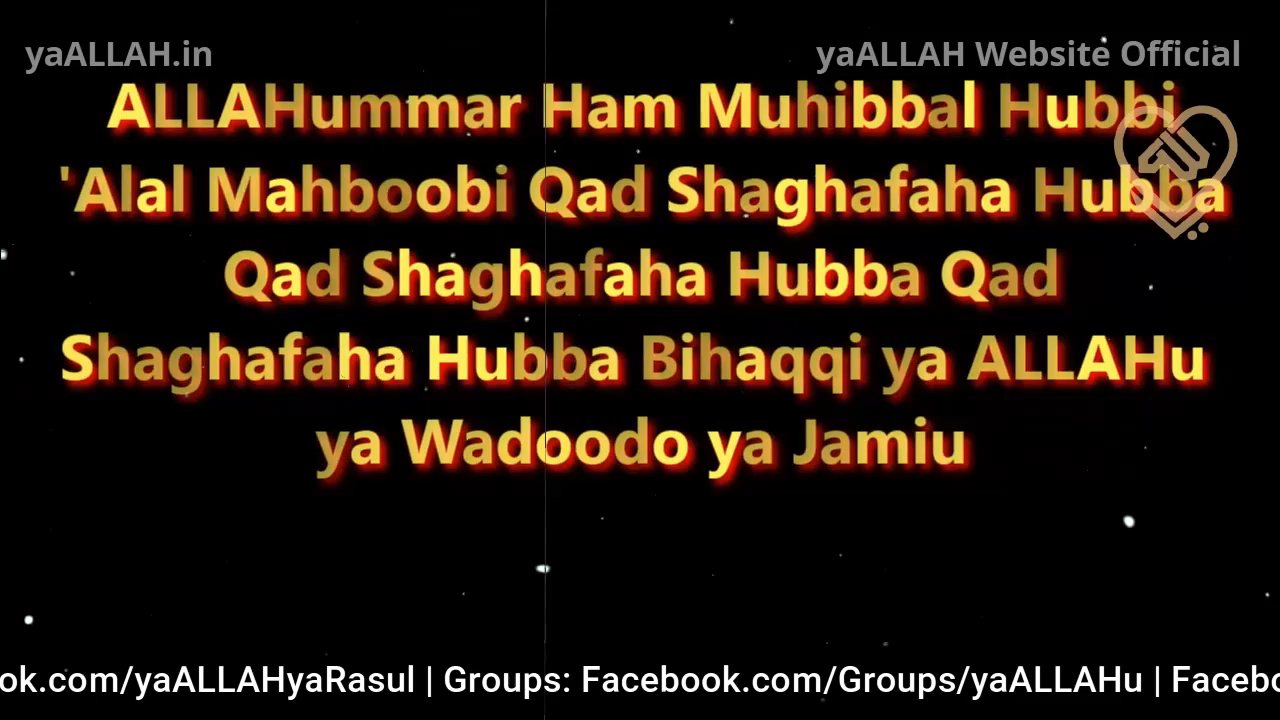 yaALLAH.in
yaALLAH Website Official
ALLAHummar Ham Muhibbal Hubbi
'Alal Mahboobi Qad Shaghafaha Hubba
Qad Shaghafaha Hubba Qad
Shaghafaha Hubba Bihaqqi ya ALLAHu
ya Wadoodo ya Jamiu
ok.com/yaALLAHyaRasul | Groups: Facebook.com/Groups/yaALLAHu | Facebo